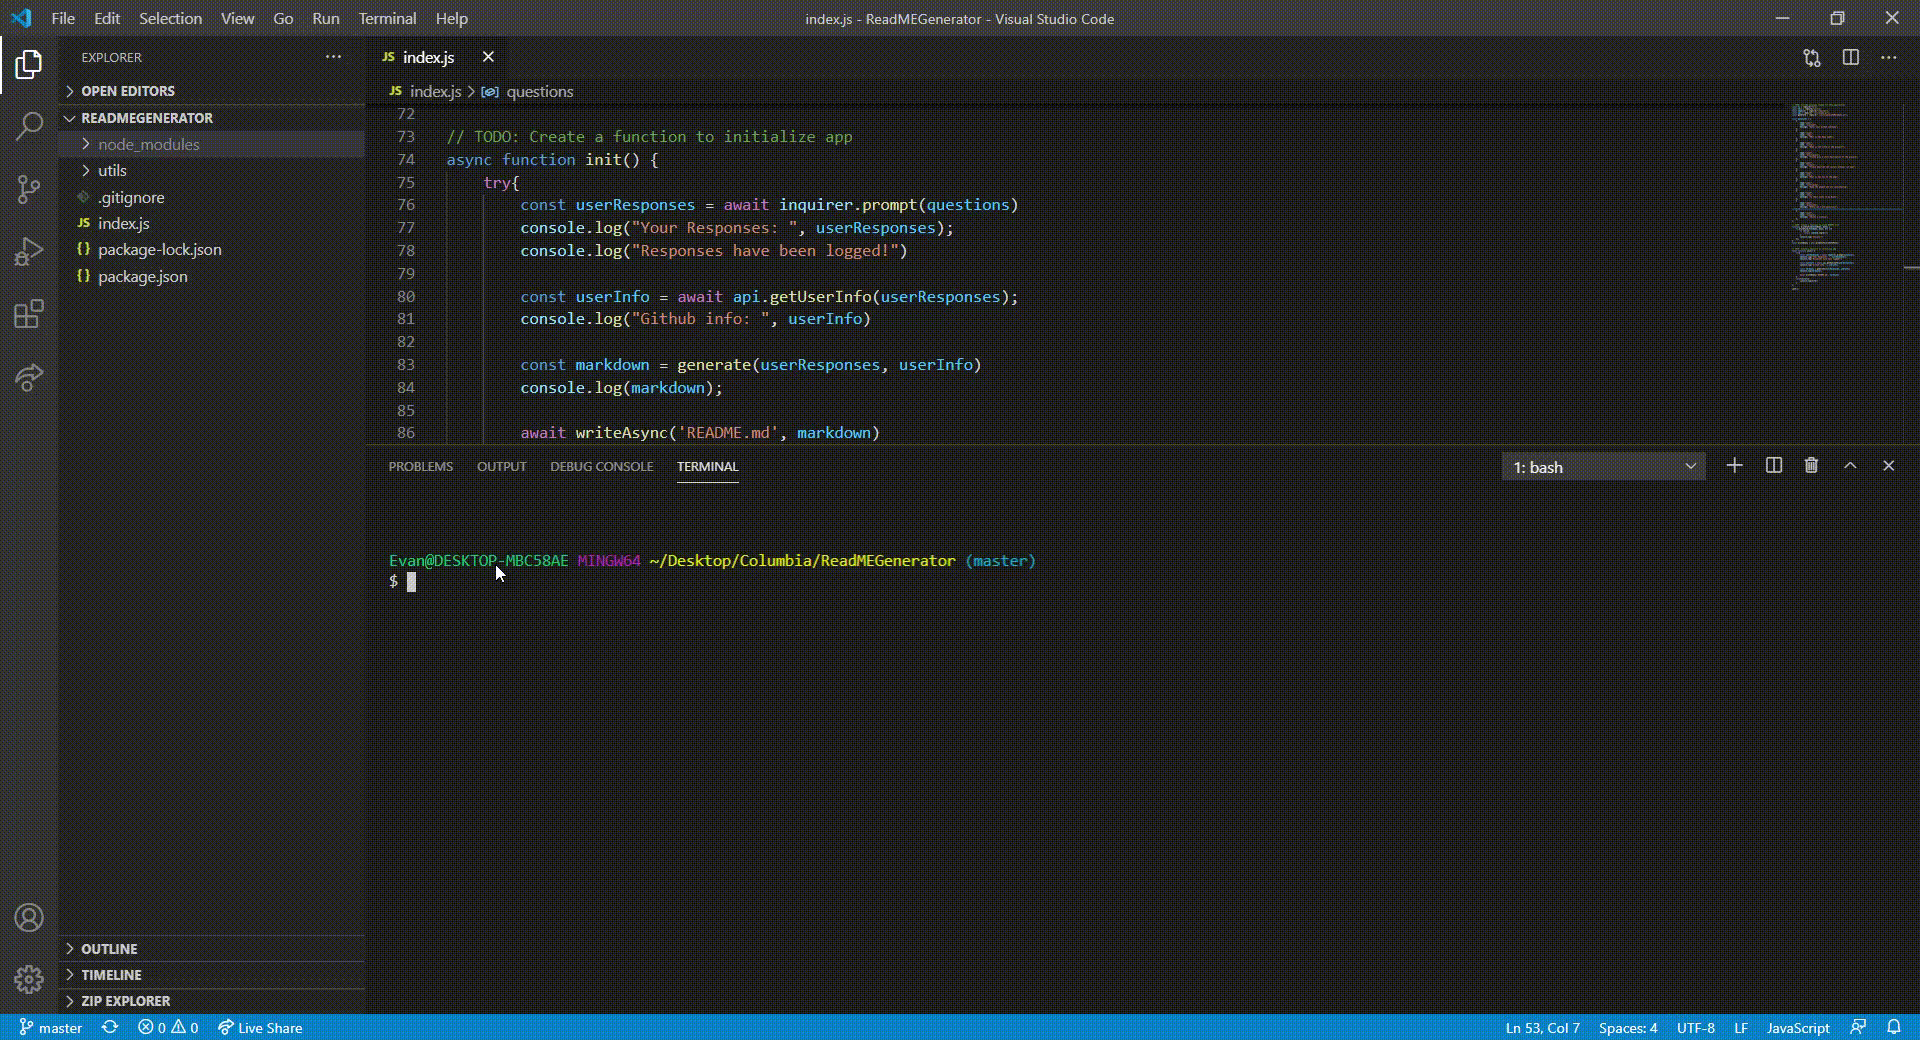 File Edit Selection View Go Run Terminal Help
index.js - ReadMEGenerator - Visual Studio Code
EXPLORER
OPEN EDITORS
READMEGENERATOR
node_modules
utils
.gitignore
JS index.js
{} package-lock.json
{} package.json
OUTLINE
TIMELINE
ZIP EXPLORER
JS index.js
JS index.js > questions
72
73 // TODO: Create a function to initialize app
74 async function init() {
75 try{
76 const userResponses = await inquirer.prompt(questions)
77 console.log("Your Responses: ", userResponses);
78 console.log("Responses have been logged!")
79
80 const userInfo = await api.getUserInfo(userResponses);
81 console.log("Github info: ", userInfo)
82
83 const markdown = generate(userResponses, userInfo)
84 console.log(markdown);
85
86 await writeAsync('README.md', markdown)
PROBLEMS OUTPUT DEBUG CONSOLE TERMINAL
1: bash
Evan@DESKTOP-MBC58AE MINGW64 ~/Desktop/Columbia/ReadMEGenerator (master)
$
master 0 0 Live Share
Ln 53, Col 7 Spaces: 4 UTF-8 LF JavaScript